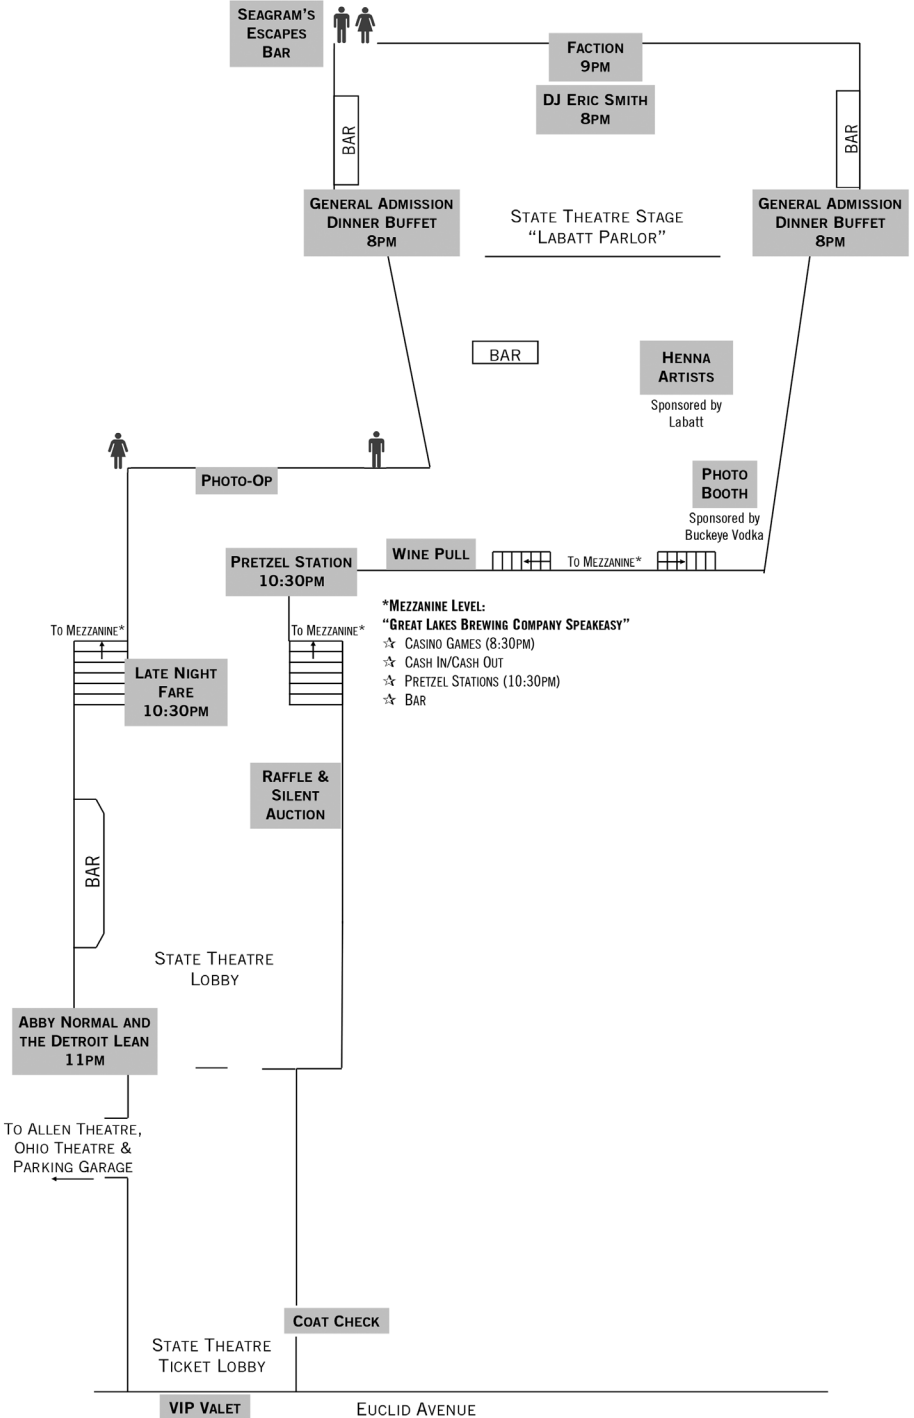 SEAGRAM'S
ESCAPES
BAR
FACTION
9PM
DJ ERIC SMITH
8PM
BAR
BAR
GENERAL ADMISSION
DINNER BUFFET
8PM
STATE THEATRE STAGE
“LABATT PARLOR”
GENERAL ADMISSION
DINNER BUFFET
8PM
BAR
HENNA
ARTISTS
Sponsored by
Labatt
PHOTO-OP
PHOTO
BOOTH
Sponsored by
Buckeye Vodka
PRETZEL STATION
10:30PM
WINE PULL
TO MEZZANINE*
*MEZZANINE LEVEL:
“GREAT LAKES BREWING COMPANY SPEAKEASY”
☆ CASINO GAMES (8:30PM)
☆ CASH IN/CASH OUT
☆ PRETZEL STATIONS (10:30PM)
☆ BAR
TO MEZZANINE*
TO MEZZANINE*
LATE NIGHT
FARE
10:30PM
RAFFLE &
SILENT
AUCTION
BAR
STATE THEATRE
LOBBY
ABBY NORMAL AND
THE DETROIT LEAN
11PM
TO ALLEN THEATRE,
OHIO THEATRE &
PARKING GARAGE
COAT CHECK
STATE THEATRE
TICKET LOBBY
VIP VALET
EUCLID AVENUE